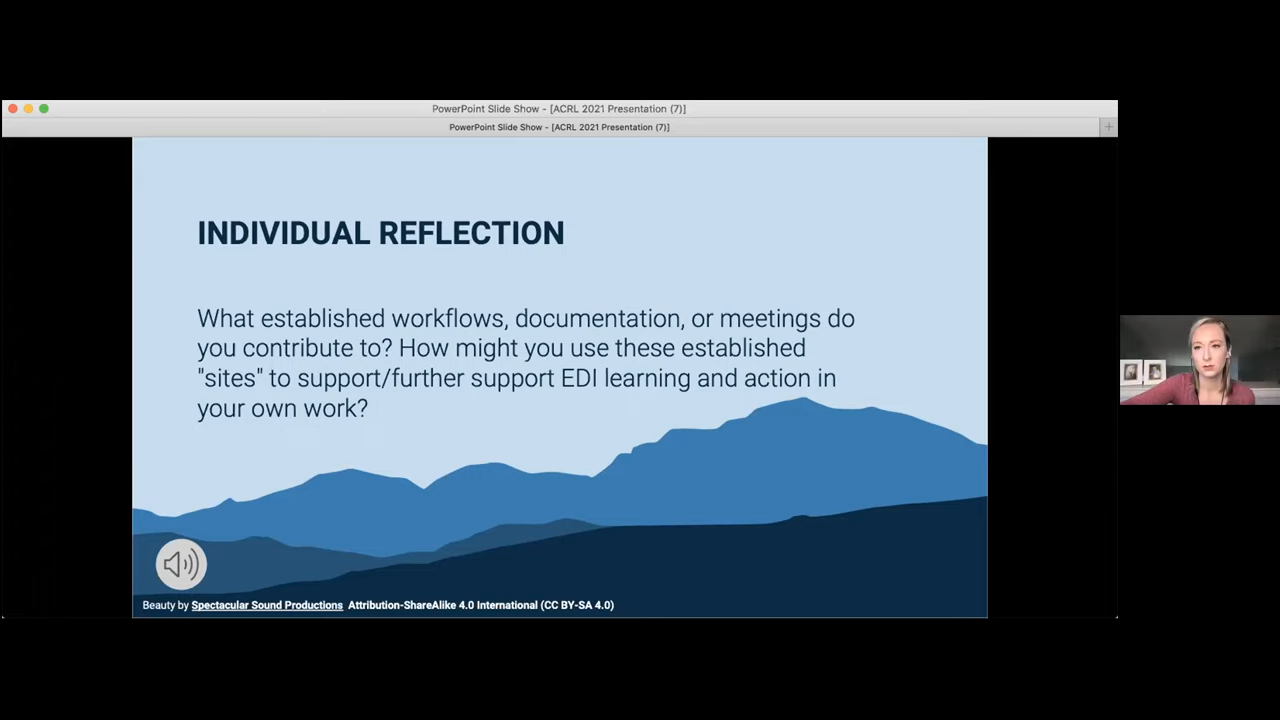 PowerPoint Slide Show - [ACRL 2021 Presentation (7)]
PowerPoint Slide Show - [ACRL 2021 Presentation (7)]
INDIVIDUAL REFLECTION
What established workflows, documentation, or meetings do
you contribute to? How might you use these established
"sites" to support/further support EDI learning and action in
your own work?
Beauty by Spectacular Sound Productions Attribution-ShareAlike 4.0 International (CC BY-SA 4.0)